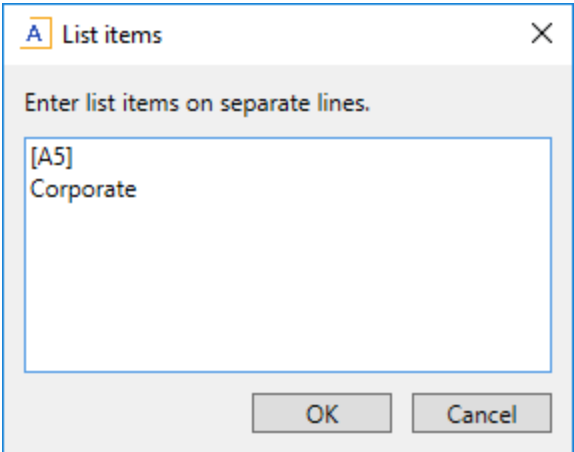 A List items
Enter list items on separate lines.
[A5]
Corporate
OK Cancel